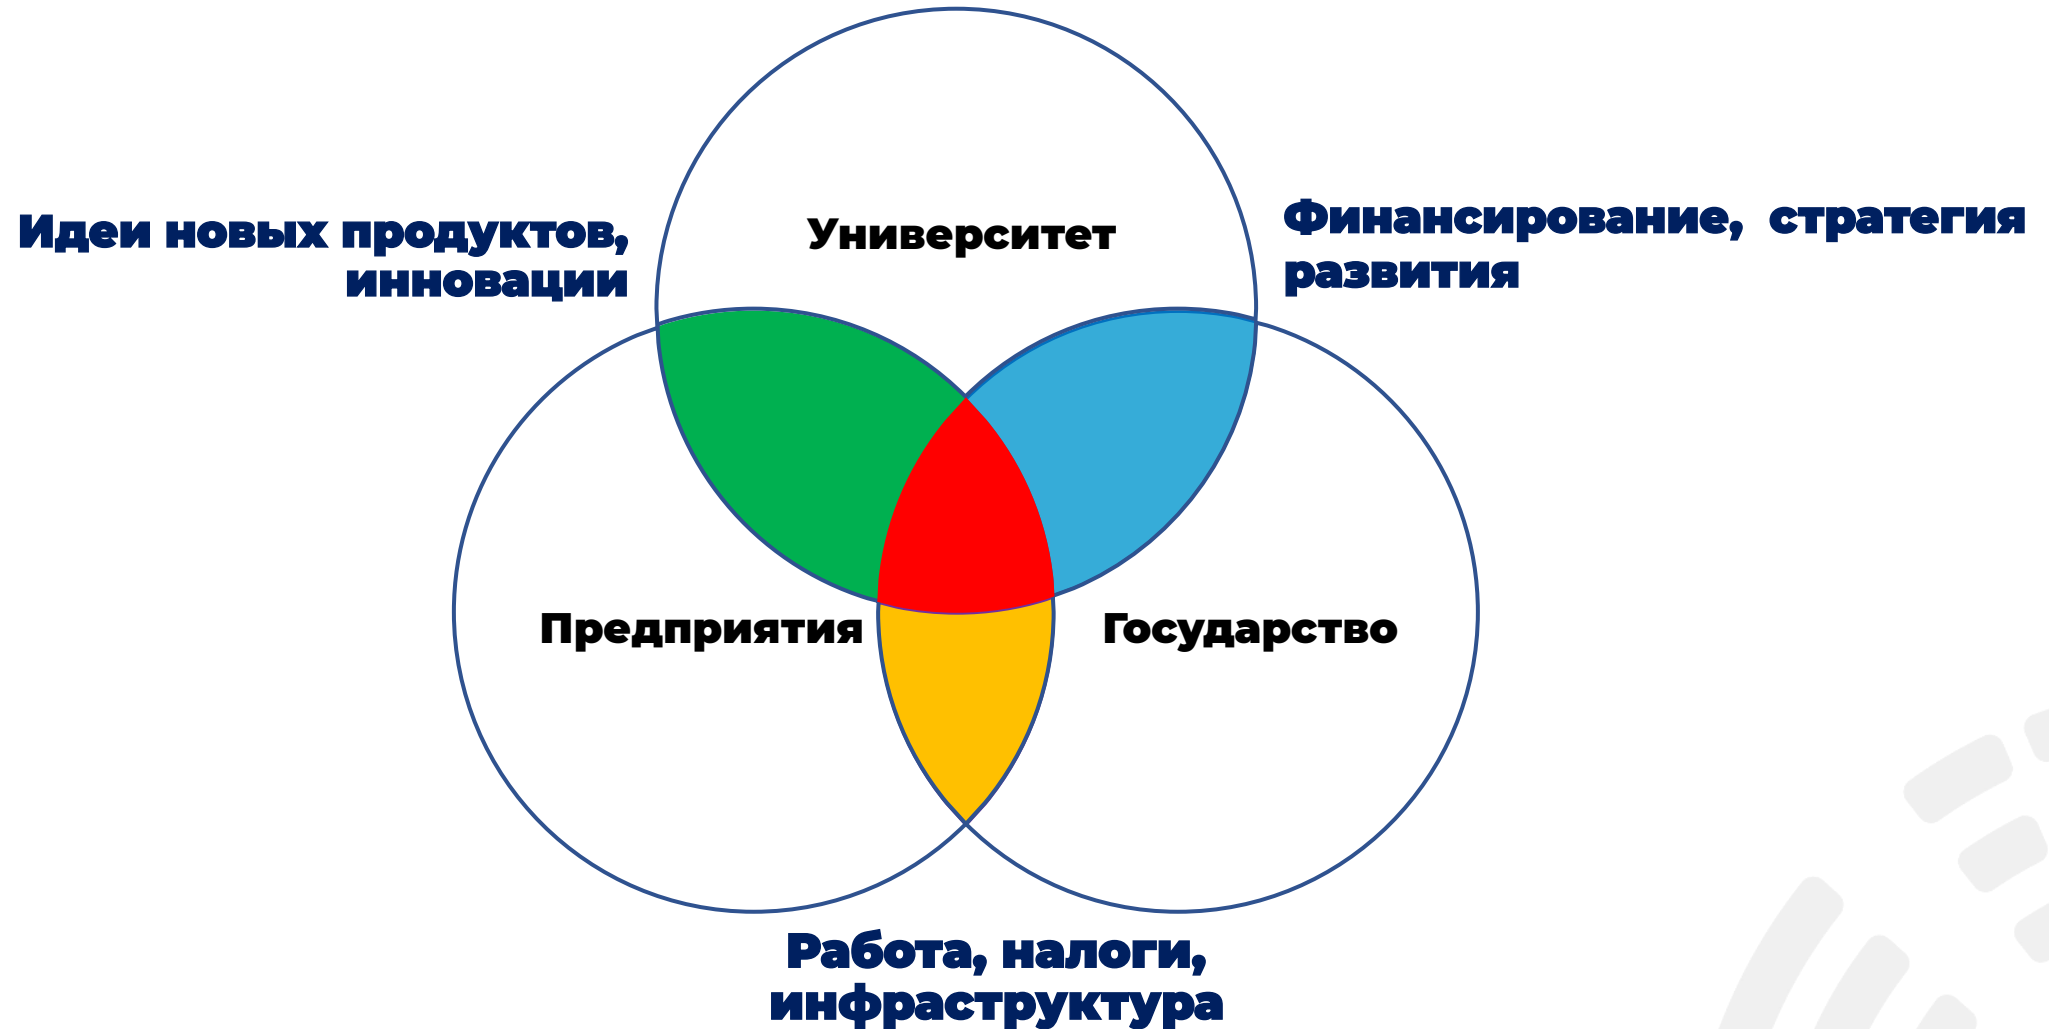 Идеи новых продуктов,
инновации
Университет
Финансирование, стратегия
развития
Предприятия
Государство
Работа, налоги,
инфраструктура